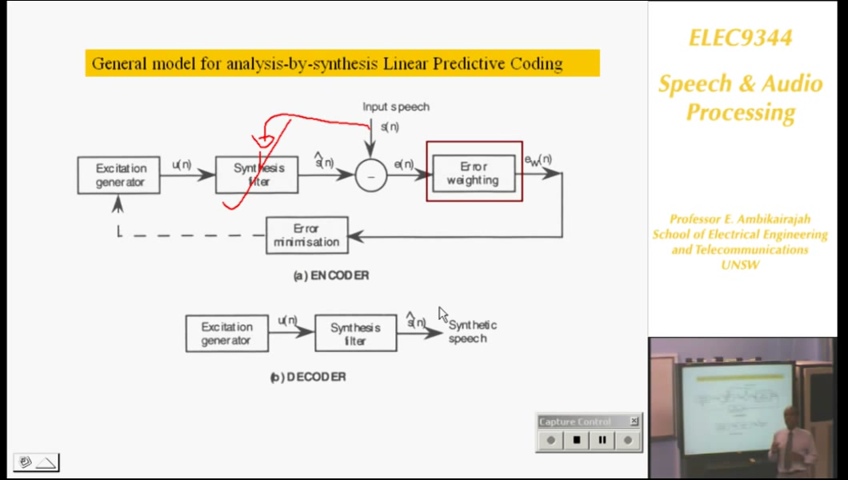 General model for analysis-by-synthesis Linear Predictive Coding
Input speech
s(n)
Excitation
generator
u(n)
Synthesis
filter
ŝ(n)
−
e(n)
Error
weighting
e_w(n)
Error
minimisation
(a) ENCODER
Excitation
generator
u(n)
Synthesis
filter
ŝ(n)
Synthetic
speech
(b) DECODER
Capture Control
ELEC9344
Speech & Audio
Processing
Professor E. Ambikairajah
School of Electrical Engineering
and Telecommunications
UNSW